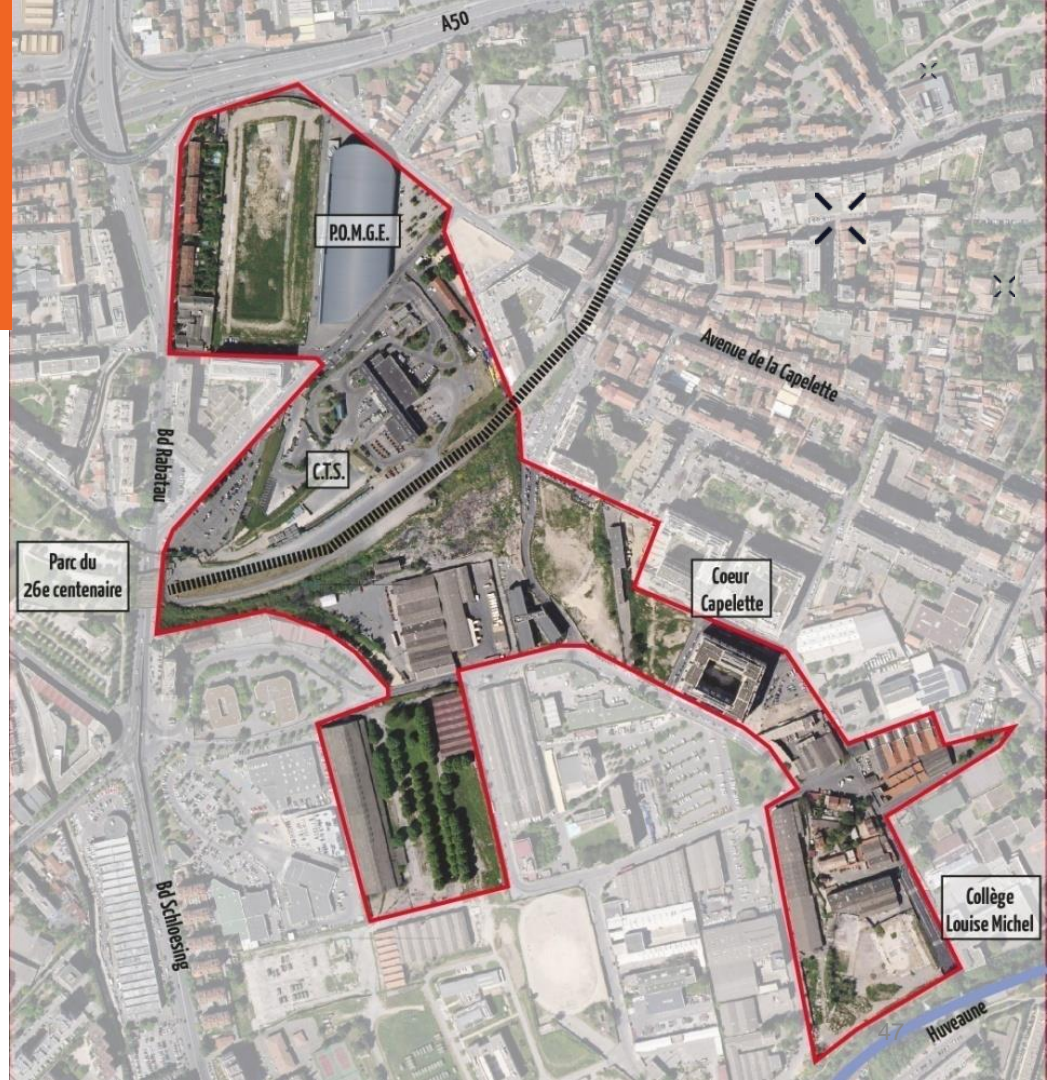 A50
P.O.M.G.E.
Avenue de la Capelette
Bd Rabatau
C.T.S.
Parc du
26e centenaire
Coeur
Capelette
Bd Schloesing
Collège
Louise Michel
47
Huveaune